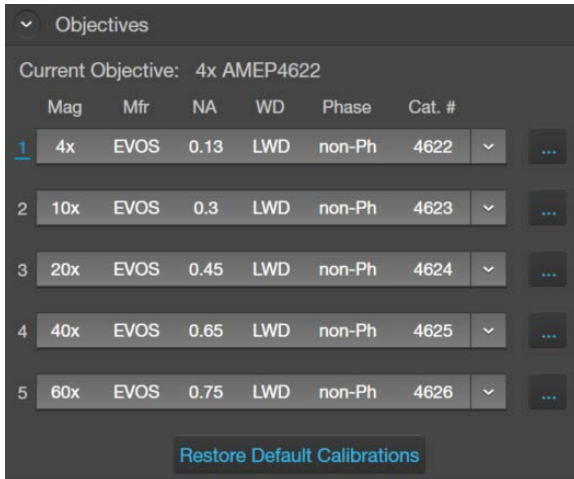 Objectives
Current Objective: 4x AMEP4622
Mag Mfr NA WD Phase Cat. #
1 4x EVOS 0.13 LWD non-Ph 4622 ...
2 10x EVOS 0.3 LWD non-Ph 4623 ...
3 20x EVOS 0.45 LWD non-Ph 4624 ...
4 40x EVOS 0.65 LWD non-Ph 4625 ...
5 60x EVOS 0.75 LWD non-Ph 4626 ...
Restore Default Calibrations